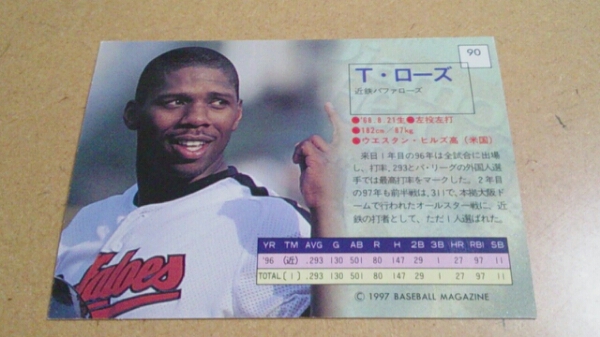 90
T・ローズ
近鉄バファローズ
●'68.8.21生●左投左打
●182cm／87kg
●ウエスタン・ヒルズ高（米国）
来日1年目の96年は全試合に出場
し、打率.293とパ・リーグの外国人選
手では最高打率をマークした。2年目
の97年も前半戦は.311で、本拠大阪ド
ームで行われたオールスター戦に、近
鉄の打者として、ただ1人選ばれた。
YR TM AVG G AB R H 2B 3B HR RBI SB
'96 (近) .293 130 501 80 147 29 1 27 97 11
TOTAL (1) .293 130 501 80 147 29 1 27 97 11
© 1997 BASEBALL MAGAZINE